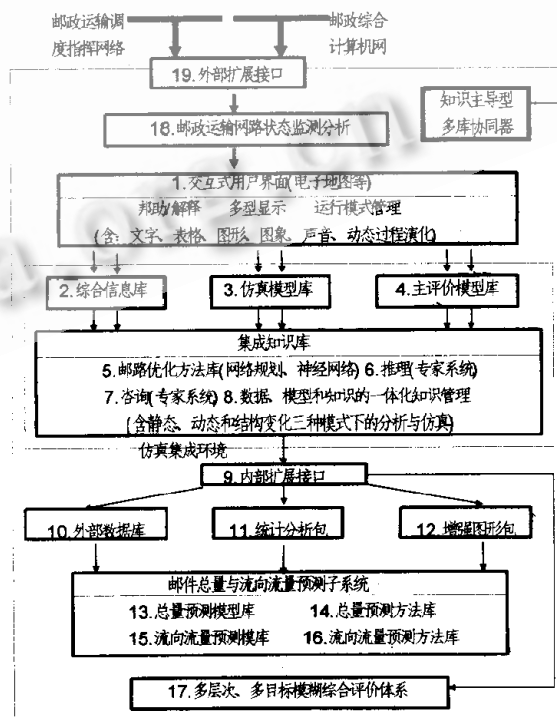 邮政运输调
度指挥网络
邮政综合
计算机网
19.外部扩展接口
知识主导型
多库协同器
18.邮政运输网路状态监测分析
1.交互式用户界面(电子地图等)
邦助/解释 多型显示 运行模式管理
(含:文字、表格、图形、图象、声音、动态过程演化)
2.综合信息库
3.仿真模型库
4.主评价模型库
集成知识库
5.邮路优化方法库(网络规划、神经网络) 6.推理(专家系统)
7.咨询(专家系统) 8.数据、模型和知识的一体化知识管理
(含静态、动态和结构变化三种模式下的分析与仿真)
仿真集成环境
9.内部扩展接口
10.外部数据库
11.统计分析包
12.增强图形包
邮件总量与流向流量预测子系统
13.总量预测模型库 14.总量预测方法库
15.流向流量预测模库 16.流向流量预测方法库
17.多层次、多目标模糊综合评价体系